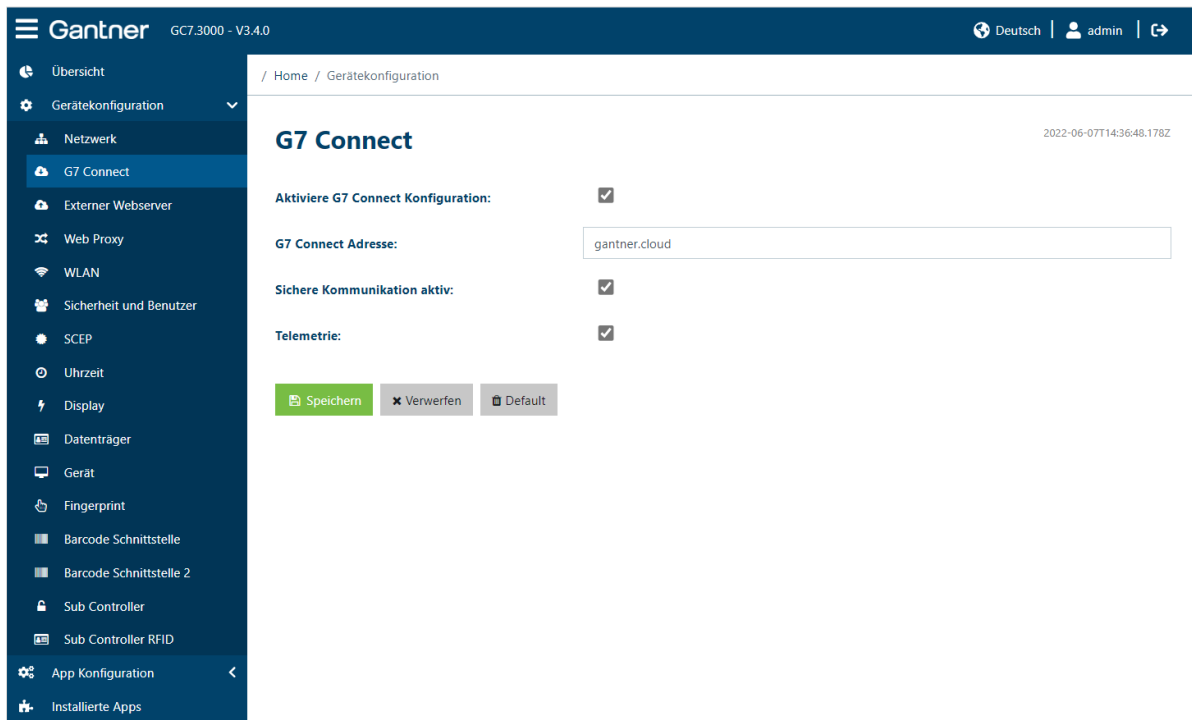 Gantner GC7.3000 - V3.4.0
Deutsch | admin |
Übersicht
Gerätekonfiguration
Netzwerk
G7 Connect
Externer Webserver
Web Proxy
WLAN
Sicherheit und Benutzer
SCEP
Uhrzeit
Display
Datenträger
Gerät
Fingerprint
Barcode Schnittstelle
Barcode Schnittstelle 2
Sub Controller
Sub Controller RFID
App Konfiguration
Installierte Apps
/ Home / Gerätekonfiguration
G7 Connect
2022-06-07T14:36:48.178Z
Aktiviere G7 Connect Konfiguration:
G7 Connect Adresse: gantner.cloud
Sichere Kommunikation aktiv:
Telemetrie:
Speichern Verwerfen Default